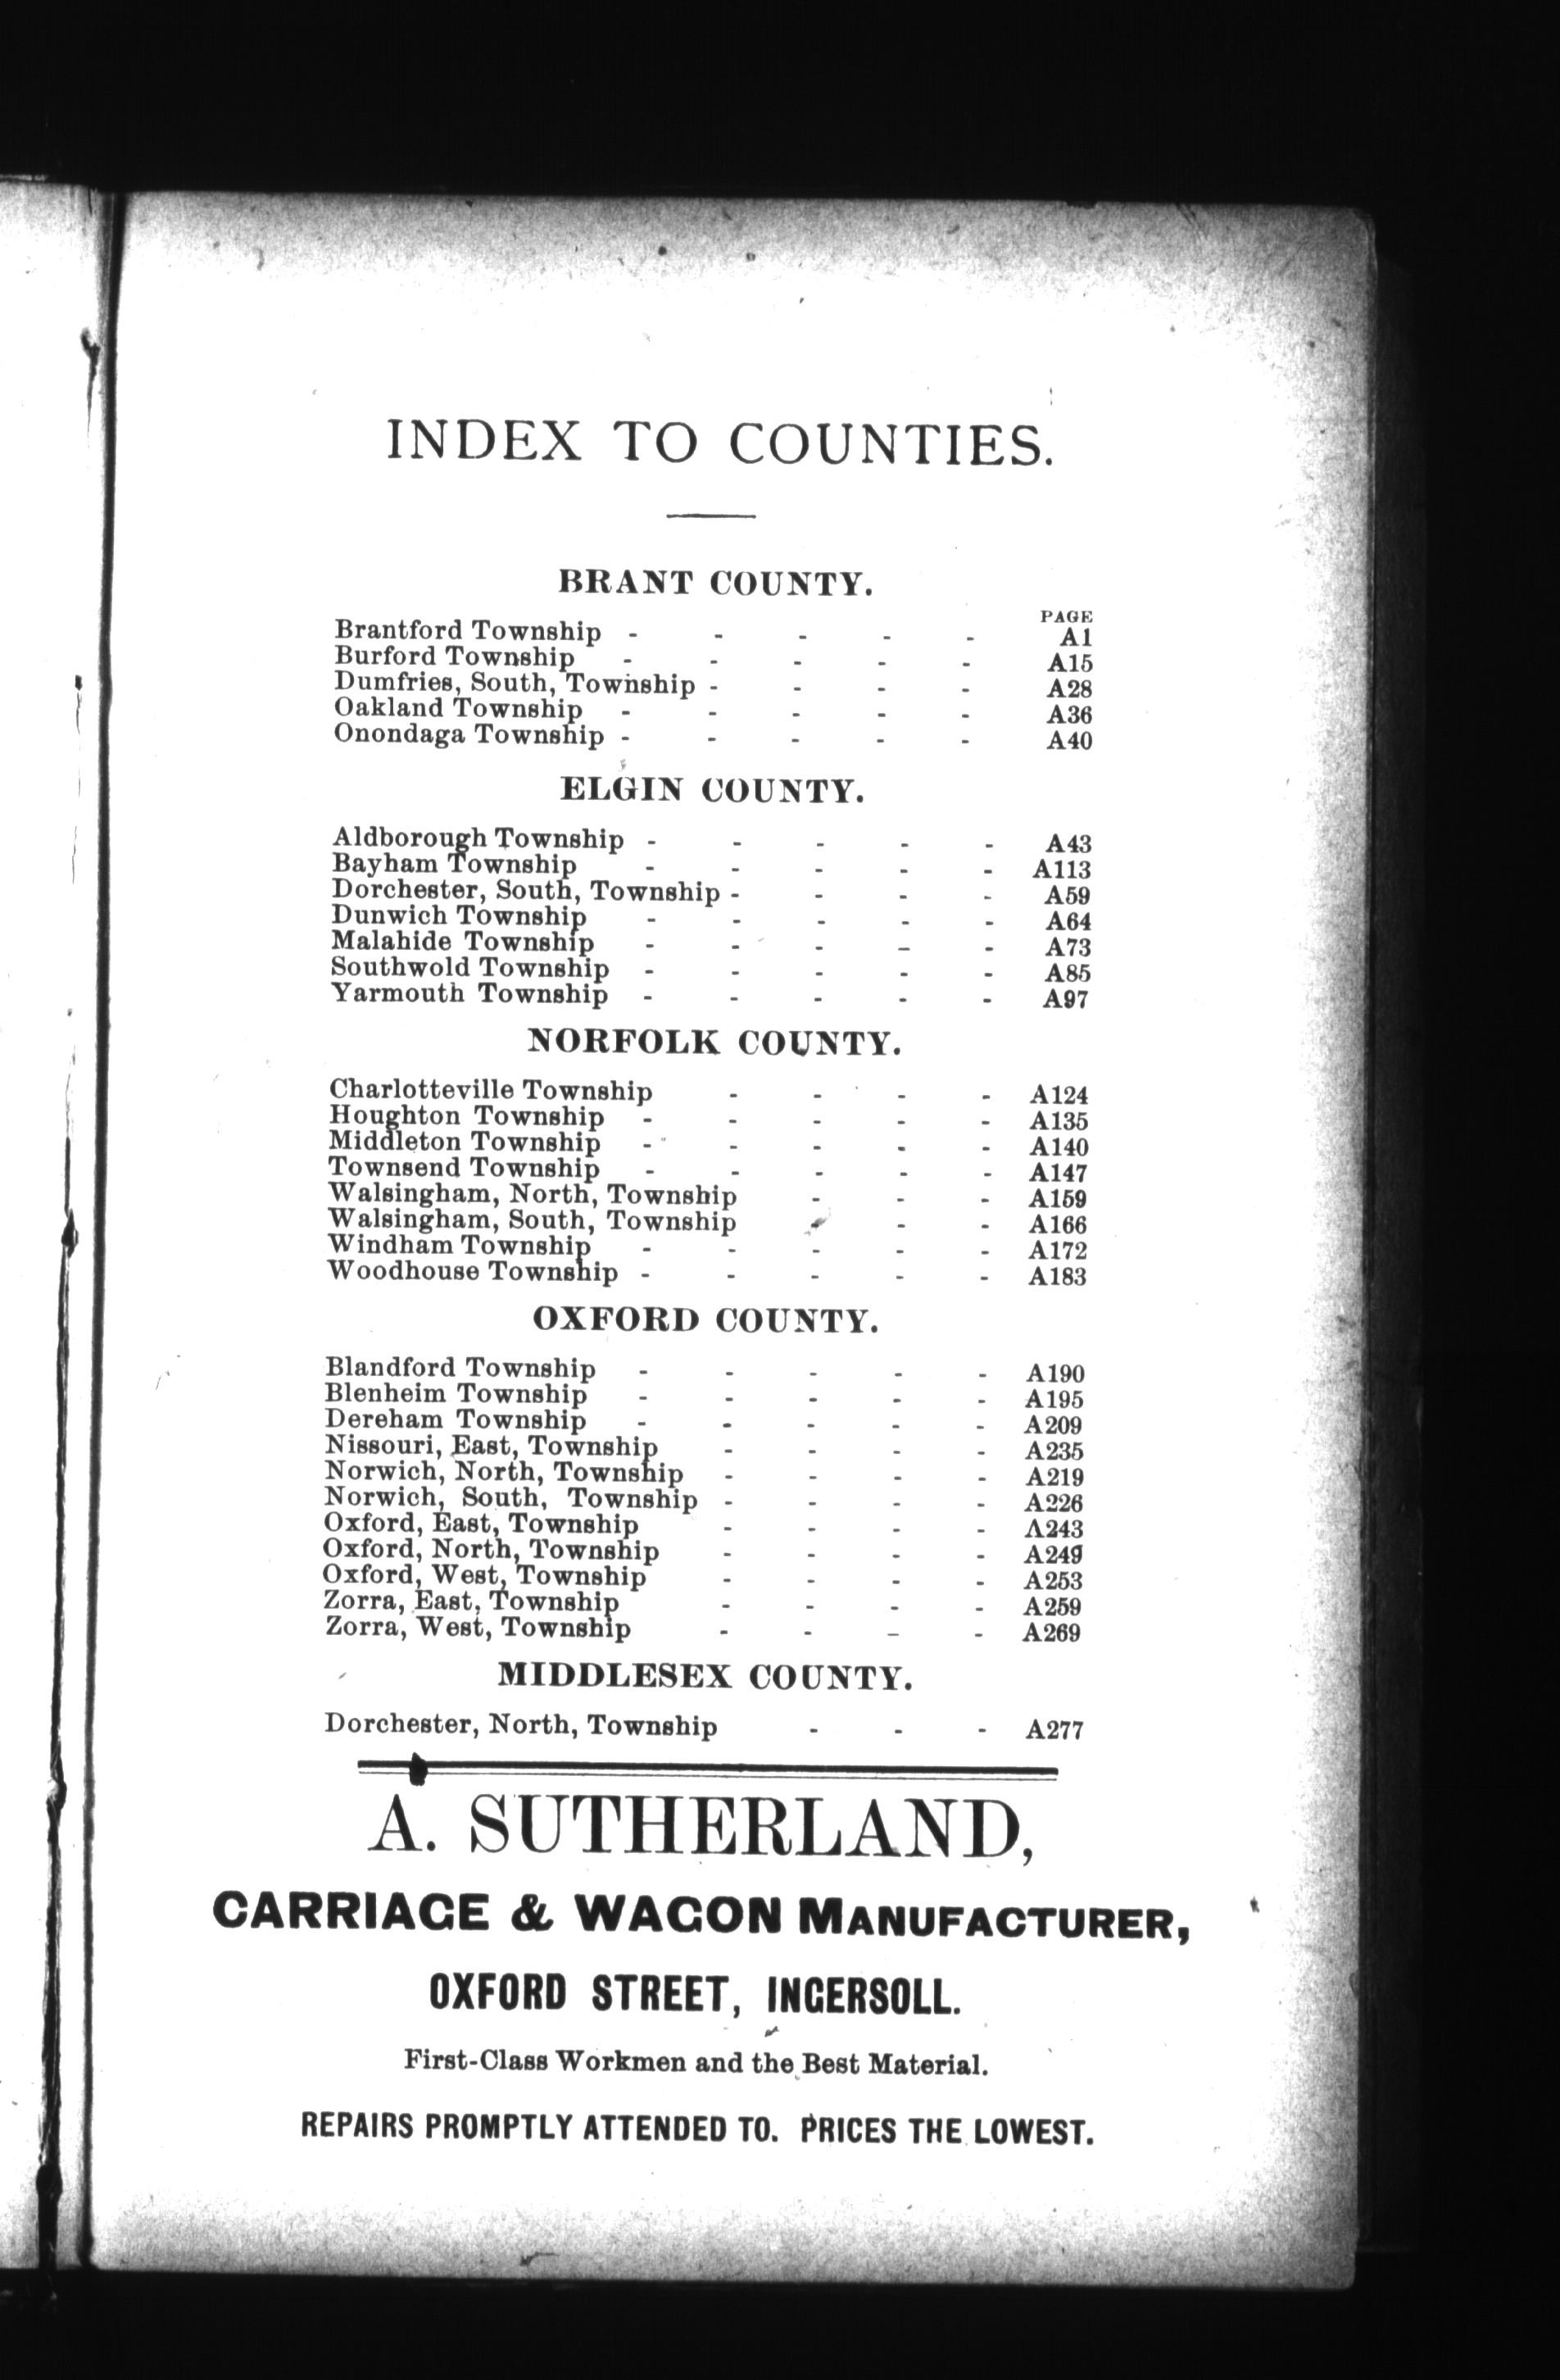 INDEX TO COUNTIES.
BRANT COUNTY.
PAGE
Brantford Township - - - - - A1
Burford Township - - - - - A15
Dumfries, South, Township - - - - A28
Oakland Township - - - - - A36
Onondaga Township - - - - - A40
ELGIN COUNTY.
Aldborough Township - - - - - A43
Bayham Township - - - - - A113
Dorchester, South, Township - - - - A59
Dunwich Township - - - - - A64
Malahide Township - - - - - A73
Southwold Township - - - - - A85
Yarmouth Township - - - - - A97
NORFOLK COUNTY.
Charlotteville Township - - - - A124
Houghton Township - - - - - A135
Middleton Township - - - - - A140
Townsend Township - - - - - A147
Walsingham, North, Township - - - A159
Walsingham, South, Township - - - A166
Windham Township - - - - - A172
Woodhouse Township - - - - - A183
OXFORD COUNTY.
Blandford Township - - - - - A190
Blenheim Township - - - - - A195
Dereham Township - - - - - A209
Nissouri, East, Township - - - - A235
Norwich, North, Township - - - - A219
Norwich, South, Township - - - - A226
Oxford, East, Township - - - - A243
Oxford, North, Township - - - - A249
Oxford, West, Township - - - - A253
Zorra, East, Township - - - - A259
Zorra, West, Township - - - - A269
MIDDLESEX COUNTY.
Dorchester, North, Township - - - A277
A. SUTHERLAND,
CARRIAGE & WAGON MANUFACTURER,
OXFORD STREET, INGERSOLL.
First-Class Workmen and the Best Material.
REPAIRS PROMPTLY ATTENDED TO. PRICES THE LOWEST.